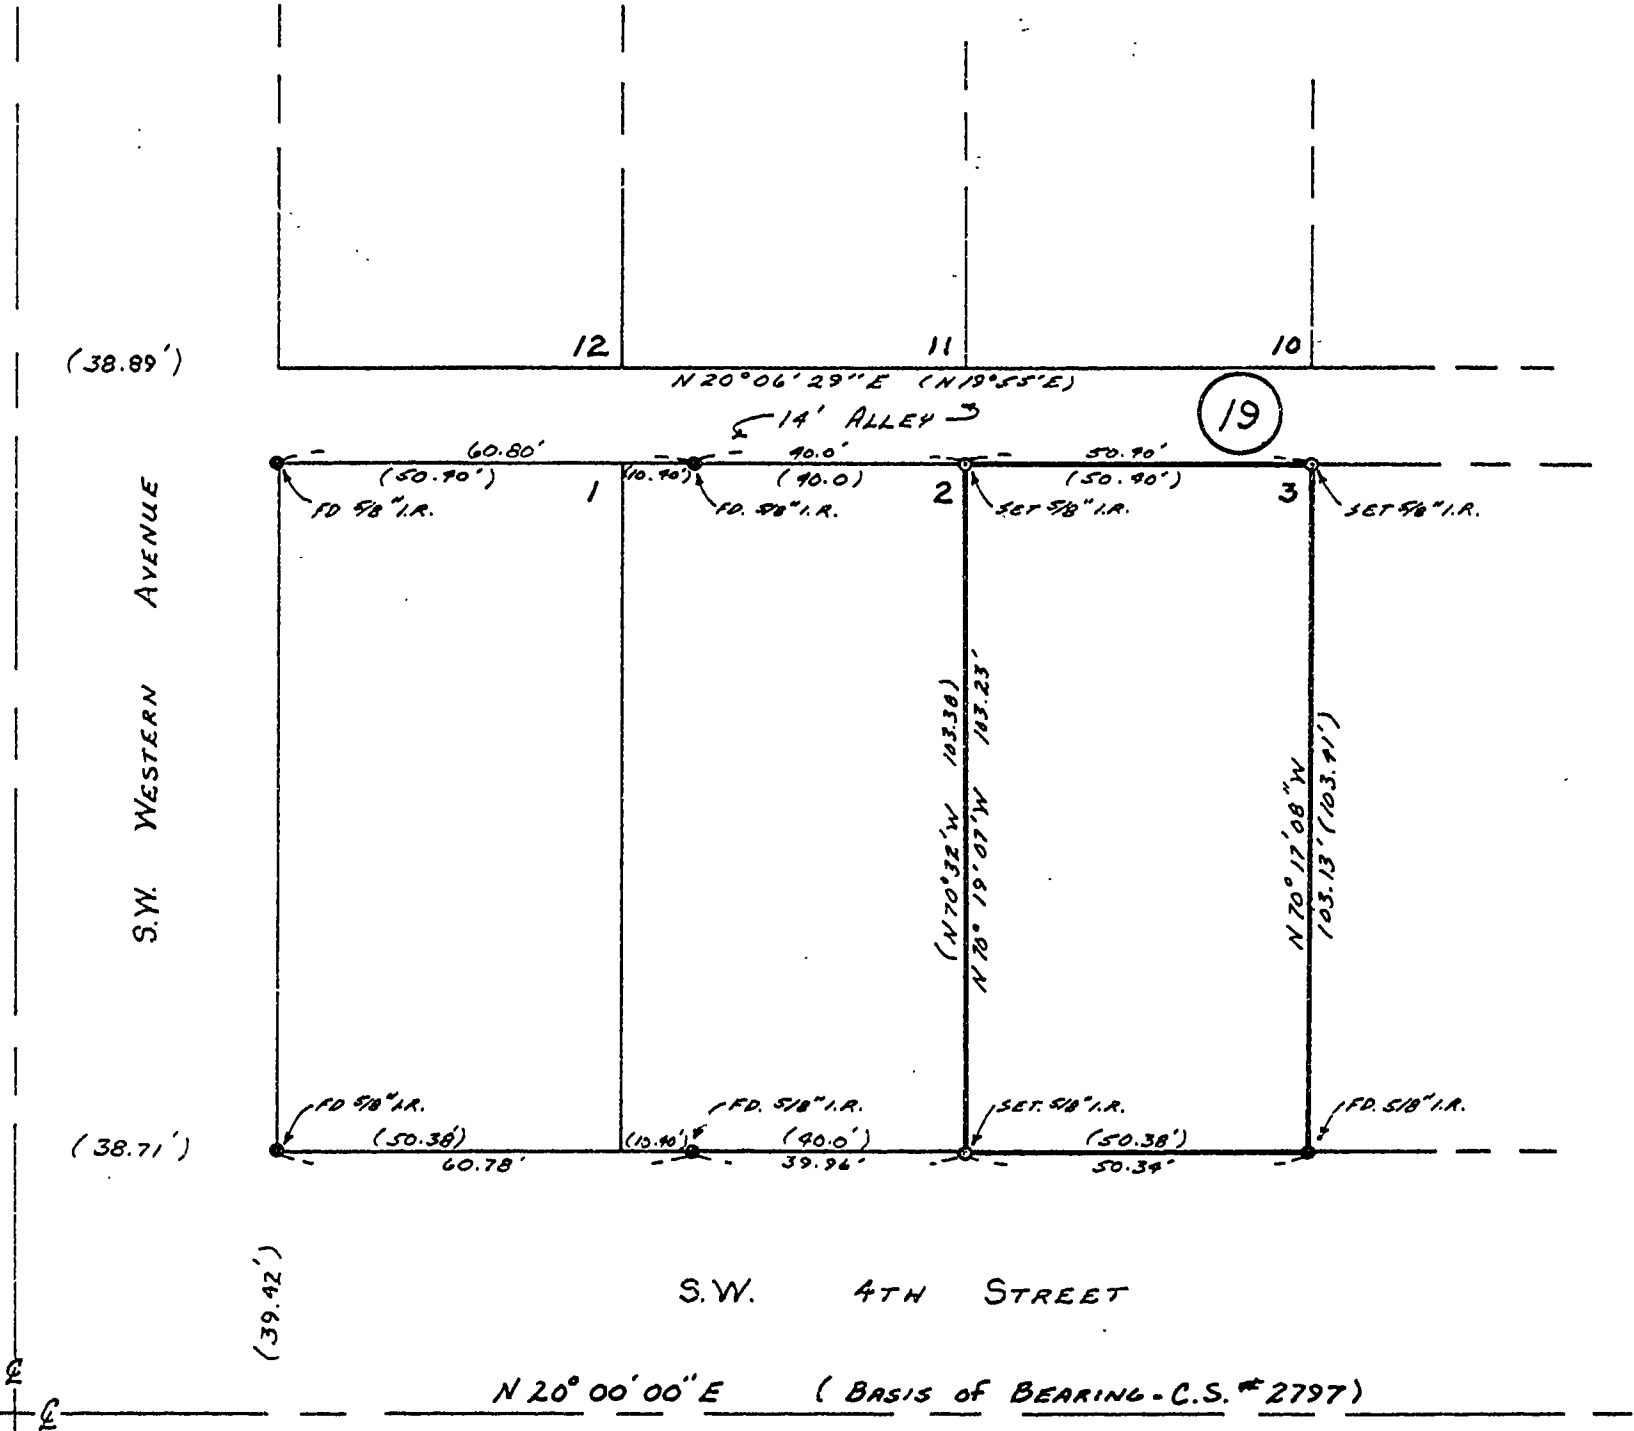 (38.89')
12
11
10
N 20° 06' 29" E (N 19° 55' E)
19
14' ALLEY
60.80'
40.0'
50.40'
(50.40')
(10.40')
(40.0)
(50.40')
1
2
3
FD 5/8" I.R.
FD. 5/8" I.R.
SET 5/8" I.R.
SET 5/8" I.R.
S.W. WESTERN AVENUE
(N 70° 32' W 103.30)
N 70° 19' 07" W 103.23'
N 70° 17' 08" W
103.13' (103.41')
FD 5/8" I.R.
FD. 5/8" I.R.
SET. 5/8" I.R.
FD. 5/8" I.R.
(38.71')
(50.38')
(10.40')
(40.0')
(50.38')
60.78'
39.96'
50.34'
(39.42')
S.W. 4TH STREET
N 20° 00' 00" E (BASIS of BEARING - C.S. # 2797)